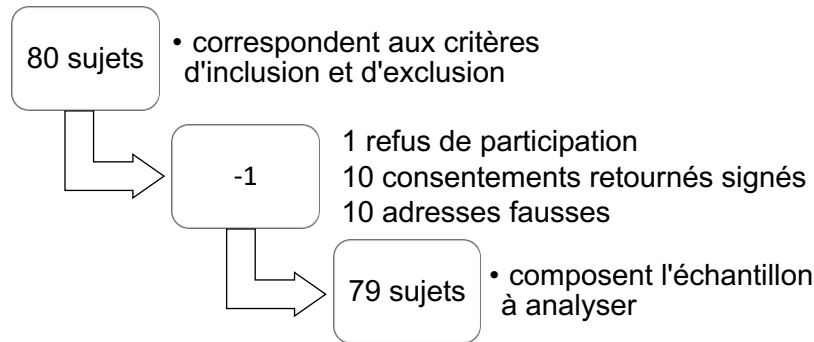 80 sujets
• correspondent aux critères
d'inclusion et d'exclusion
-1
1 refus de participation
10 consentements retournés signés
10 adresses fausses
79 sujets
• composent l'échantillon
à analyser